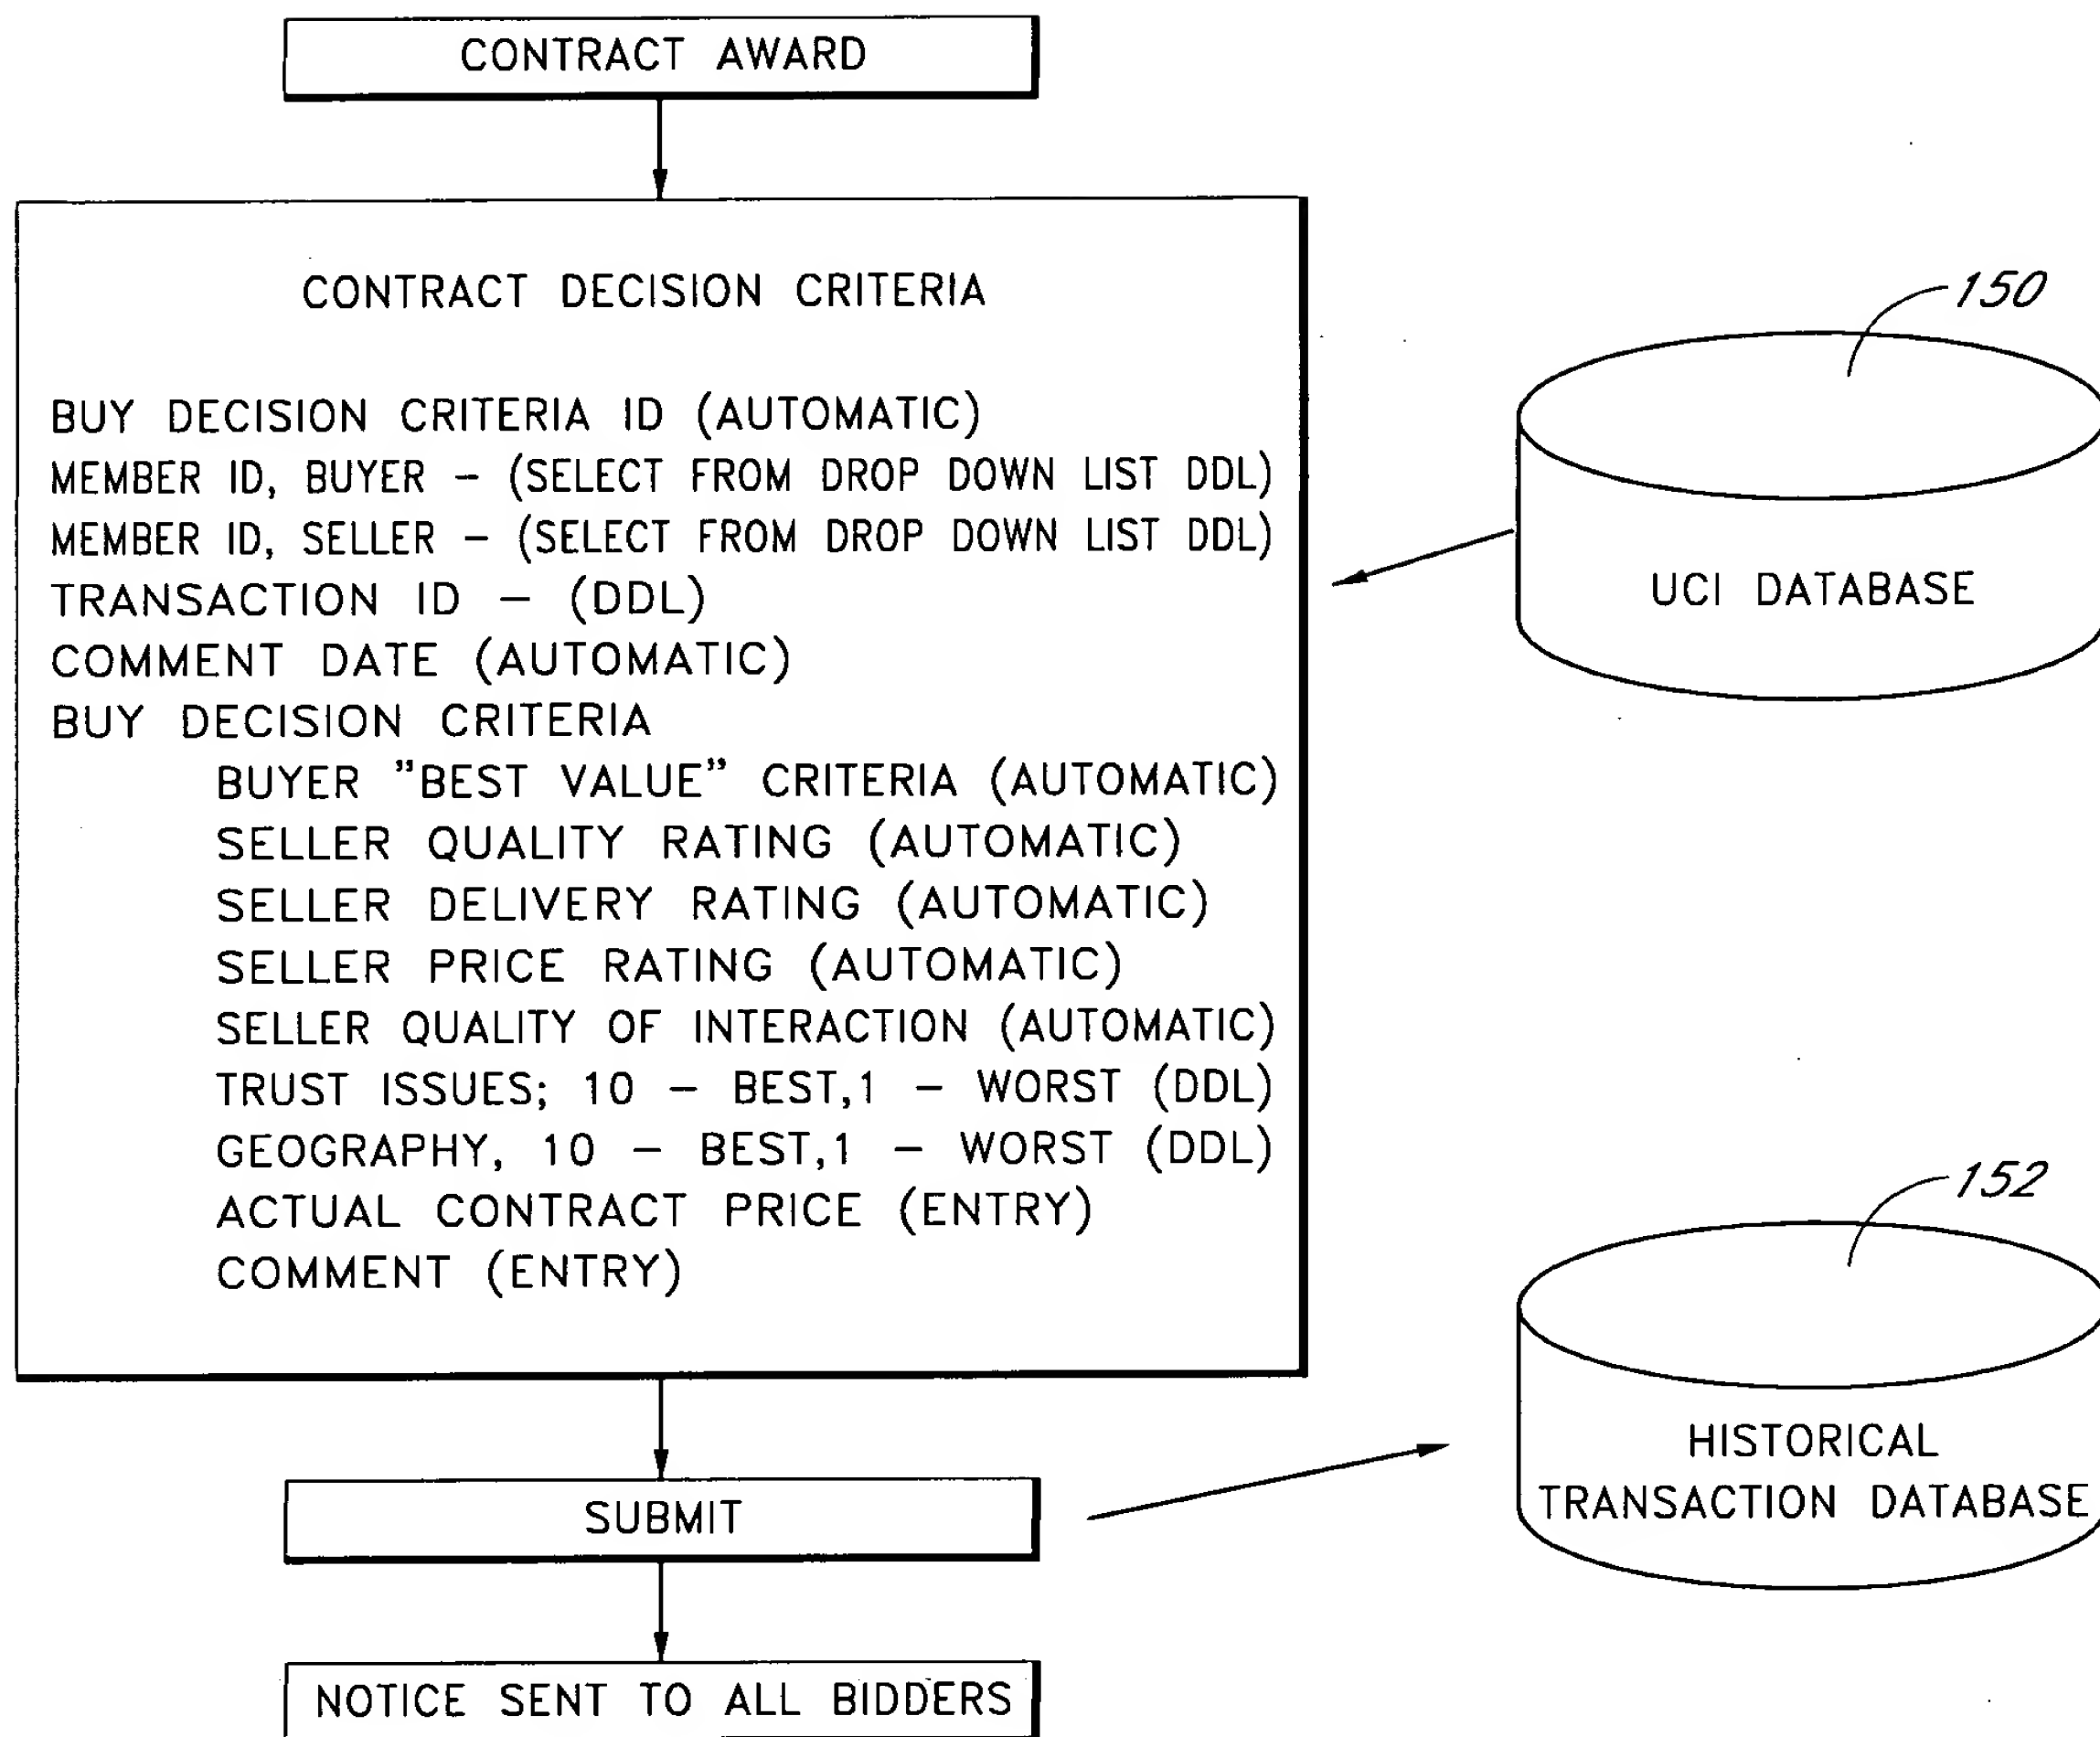 CONTRACT AWARD
CONTRACT DECISION CRITERIA
BUY DECISION CRITERIA ID (AUTOMATIC)
MEMBER ID, BUYER – (SELECT FROM DROP DOWN LIST DDL)
MEMBER ID, SELLER – (SELECT FROM DROP DOWN LIST DDL)
TRANSACTION ID – (DDL)
COMMENT DATE (AUTOMATIC)
BUY DECISION CRITERIA
BUYER "BEST VALUE" CRITERIA (AUTOMATIC)
SELLER QUALITY RATING (AUTOMATIC)
SELLER DELIVERY RATING (AUTOMATIC)
SELLER PRICE RATING (AUTOMATIC)
SELLER QUALITY OF INTERACTION (AUTOMATIC)
TRUST ISSUES; 10 – BEST,1 – WORST (DDL)
GEOGRAPHY, 10 – BEST,1 – WORST (DDL)
ACTUAL CONTRACT PRICE (ENTRY)
COMMENT (ENTRY)
150
UCI DATABASE
152
HISTORICAL
TRANSACTION DATABASE
SUBMIT
NOTICE SENT TO ALL BIDDERS